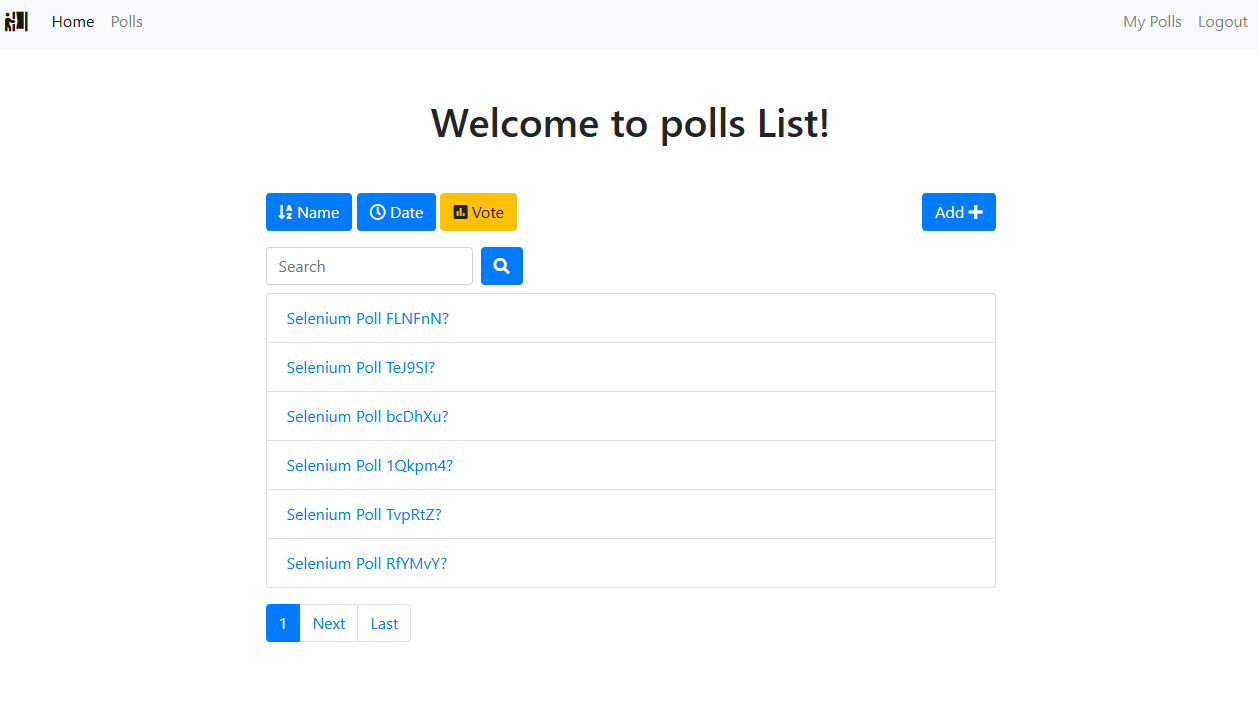 Home Polls My Polls Logout
Welcome to polls List!
Name Date Vote Add
Search
Selenium Poll FLNFnN?
Selenium Poll TeJ9SI?
Selenium Poll bcDhXu?
Selenium Poll 1Qkpm4?
Selenium Poll TvpRtZ?
Selenium Poll RfYMvY?
1 Next Last